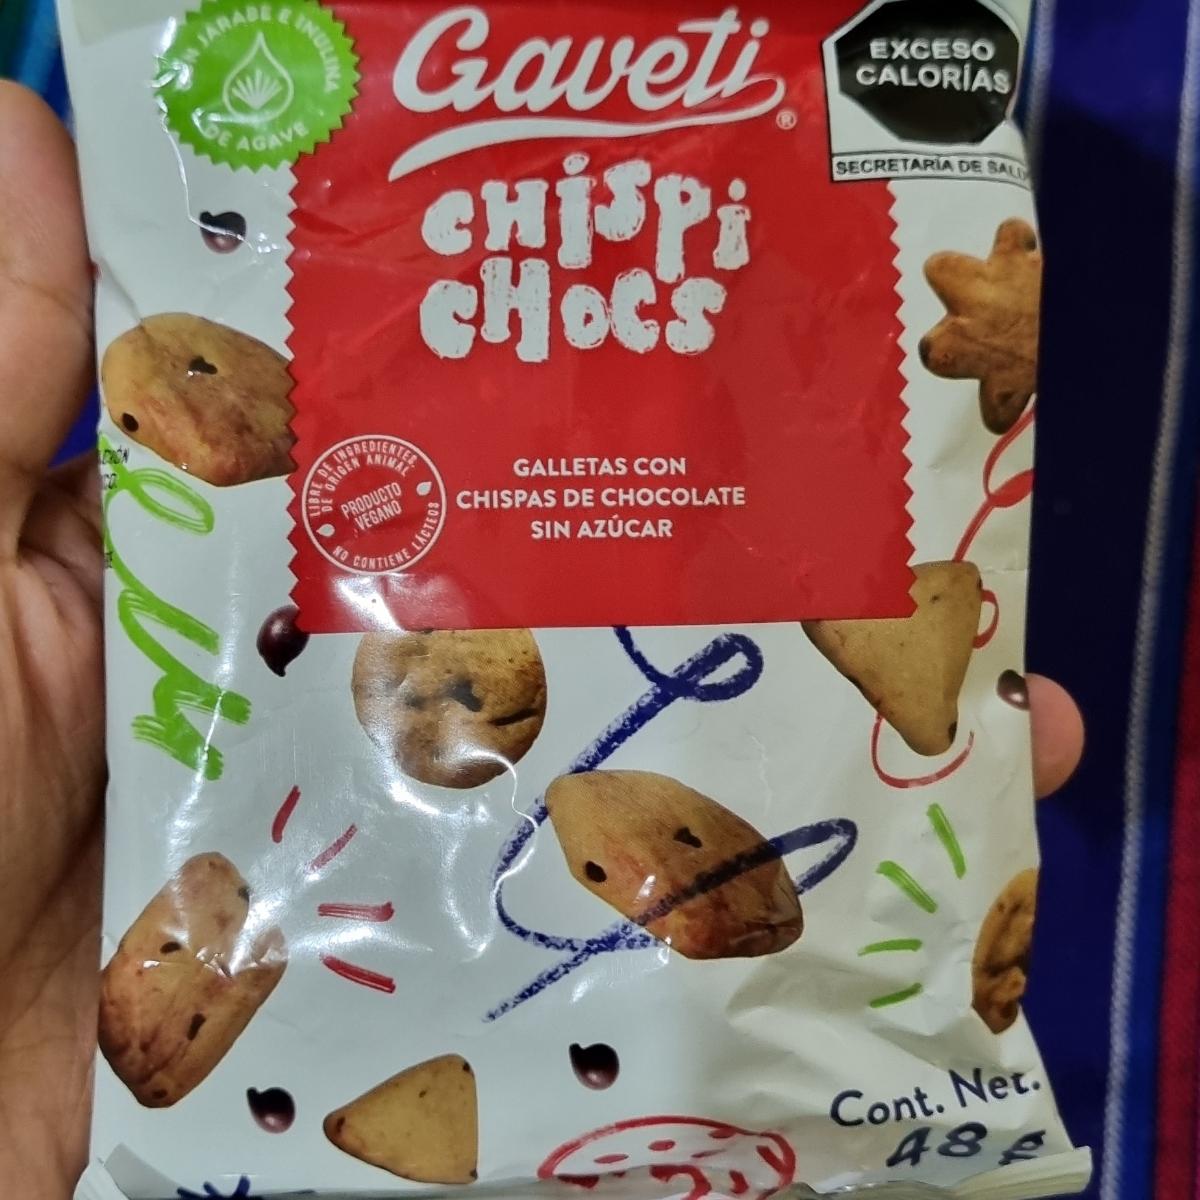 CON JARABE E INULINA
DE AGAVE
Gaveti®
EXCESO
CALORÍAS
SECRETARÍA DE SALUD
CHISPI
CHOCS
LIBRE DE INGREDIENTES
DE ORIGEN ANIMAL
PRODUCTO
VEGANO
NO CONTIENE LÁCTEOS
GALLETAS CON
CHISPAS DE CHOCOLATE
SIN AZÚCAR
Cont. Net.
48 g